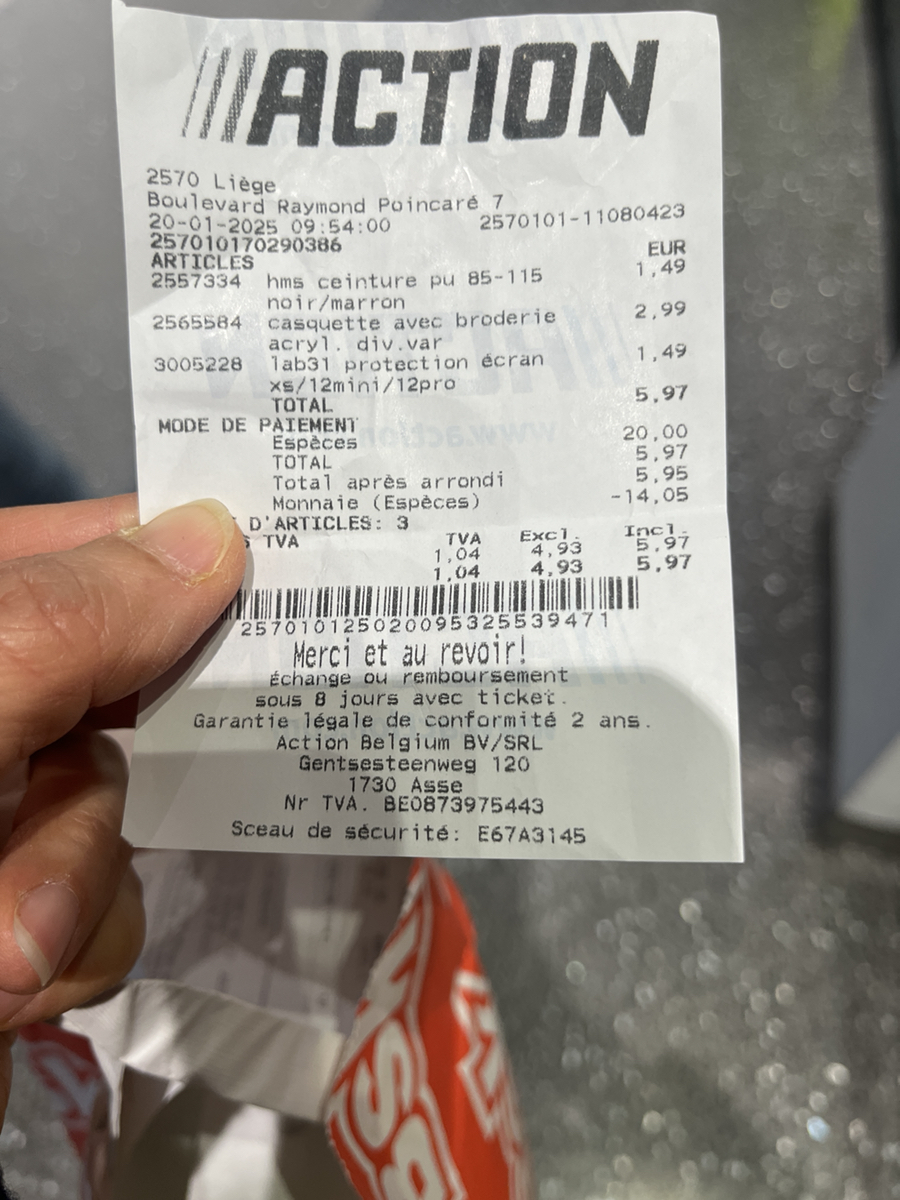 ACTION
2570 Liège
Boulevard Raymond Poincaré 7
20-01-2025 09:54:00 2570101-11080423
257010170290386 EUR
ARTICLES
2557334 hms ceinture pu 85-115 1,49
noir/marron
2565584 casquette avec broderie 2,99
acryl. div.var
3005228 lab31 protection écran 1,49
xs/12mini/12pro
TOTAL 5,97
MODE DE PAIEMENT
Espèces 20,00
TOTAL 5,97
Total après arrondi 5,95
Monnaie (Espèces) -14,05
D'ARTICLES: 3
TVA TVA Excl. Incl.
1,04 4,93 5,97
1,04 4,93 5,97
257010125020095325539471
Merci et au revoir!
échange ou remboursement
sous 8 jours avec ticket.
Garantie légale de conformité 2 ans.
Action Belgium BV/SRL
Gentsesteenweg 120
1730 Asse
Nr TVA. BE0873975443
Sceau de sécurité: E67A3145